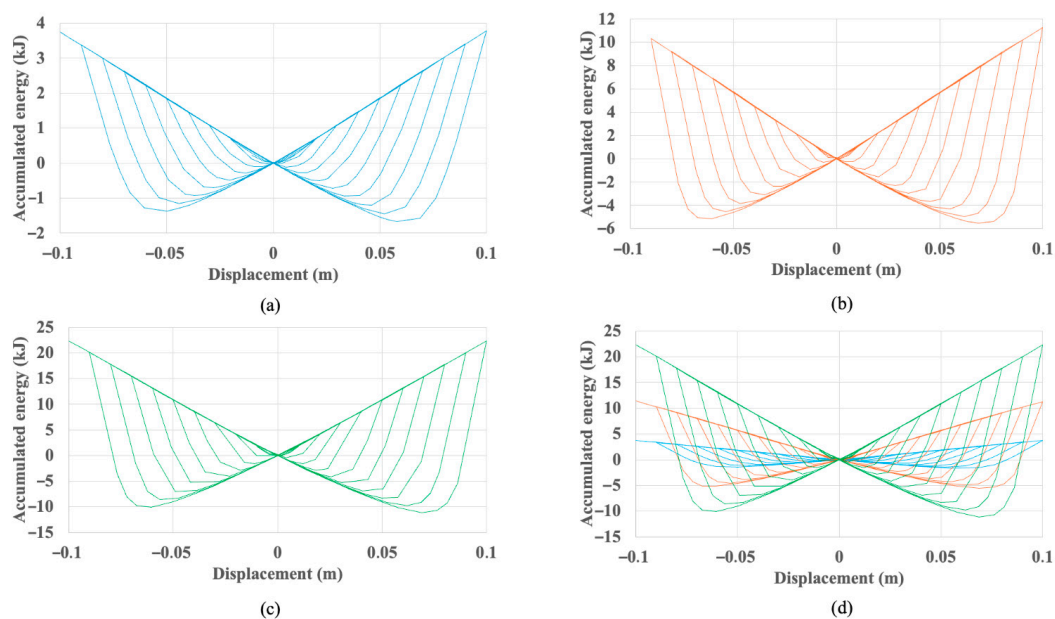 4
3
2
1
0
−1
−2
−0.1 −0.05 0 0.05 0.1
Accumulated energy (kJ)
Displacement (m)
(a)
12
10
8
6
4
2
0
−2
−4
−6
−0.1 −0.05 0 0.05 0.1
Accumulated energy (kJ)
Displacement (m)
(b)
25
20
15
10
5
0
−5
−10
−15
−0.1 −0.05 0 0.05 0.1
Accumulated energy (kJ)
Displacement (m)
(c)
25
20
15
10
5
0
−5
−10
−15
−0.1 −0.05 0 0.05 0.1
Accumulated energy (kJ)
Displacement (m)
(d)